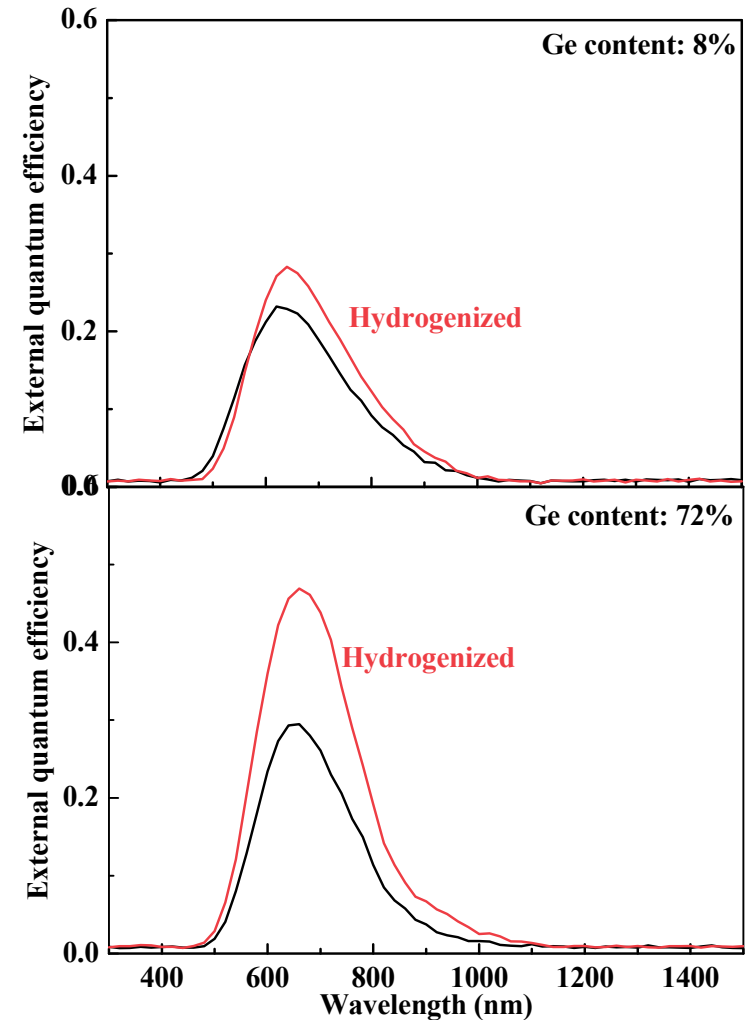 0.6
Ge content: 8%
External quantum efficiency
0.4
Hydrogenized
0.2
0.0
0.6
Ge content: 72%
External quantum efficiency
0.4
Hydrogenized
0.2
0.0
400 600 800 1000 1200 1400
Wavelength (nm)